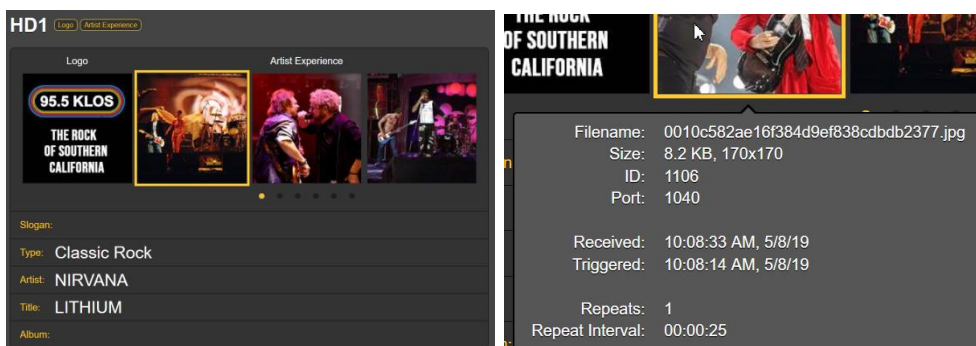 HD1 Logo Artist Experience
Logo Artist Experience
95.5 KLOS
THE ROCK
OF SOUTHERN
CALIFORNIA
Slogan:
Type: Classic Rock
Artist: NIRVANA
Title: LITHIUM
Album:
THE ROCK
OF SOUTHERN
CALIFORNIA
Filename: 0010c582ae16f384d9ef838cdbdb2377.jpg
Size: 8.2 KB, 170x170
ID: 1106
Port: 1040
Received: 10:08:33 AM, 5/8/19
Triggered: 10:08:14 AM, 5/8/19
Repeats: 1
Repeat Interval: 00:00:25